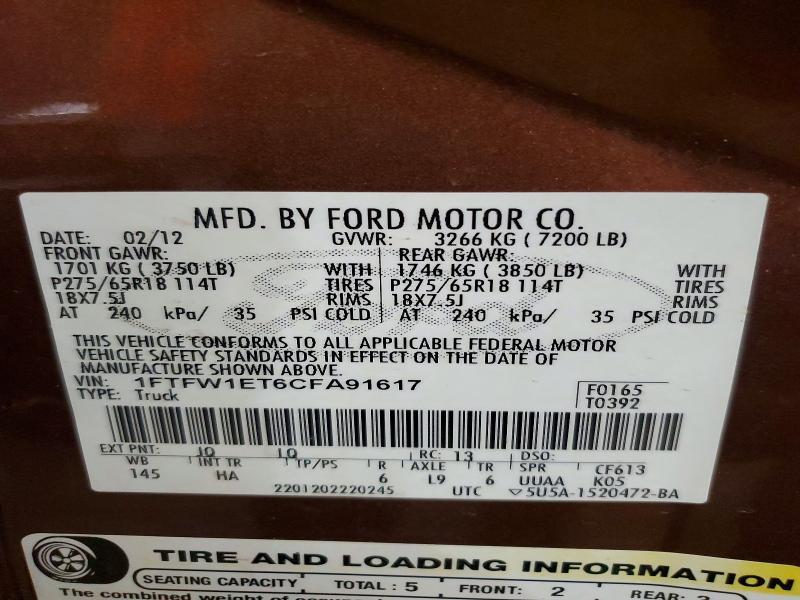 MFD. BY FORD MOTOR CO.
DATE: 02/12 GVWR: 3266 KG ( 7200 LB)
FRONT GAWR: REAR GAWR:
1701 KG ( 3750 LB) WITH 1746 KG ( 3850 LB) WITH
P275/65R18 114T TIRES P275/65R18 114T TIRES
18X7.5J RIMS 18X7.5J RIMS
AT 240 kPa/ 35 PSI COLD AT 240 kPa/ 35 PSI COLD
THIS VEHICLE CONFORMS TO ALL APPLICABLE FEDERAL MOTOR
VEHICLE SAFETY STANDARDS IN EFFECT ON THE DATE OF
MANUFACTURE SHOWN ABOVE.
VIN: 1FTFW1ET6CFA91617 F0165
TYPE: Truck T0392
EXT PNT: JQ JQ RC: 13 DSO:
WB INT TR TP/PS R AXLE TR SPR CF613
145 HA 6 L9 6 UUAA K05
2201202220245 UTC 5U5A-1520472-BA
TIRE AND LOADING INFORMATION
SEATING CAPACITY TOTAL : 5 FRONT: 2 REAR:
The combined weight of